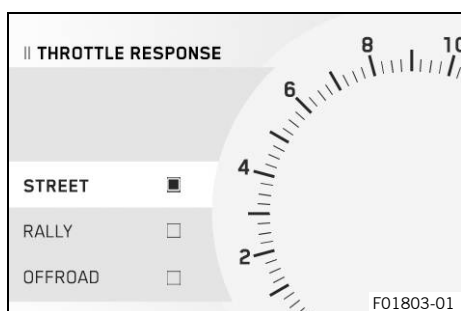 II THROTTLE RESPONSE
STREET
RALLY
OFFROAD
2
4
6
8
10
F01803-01